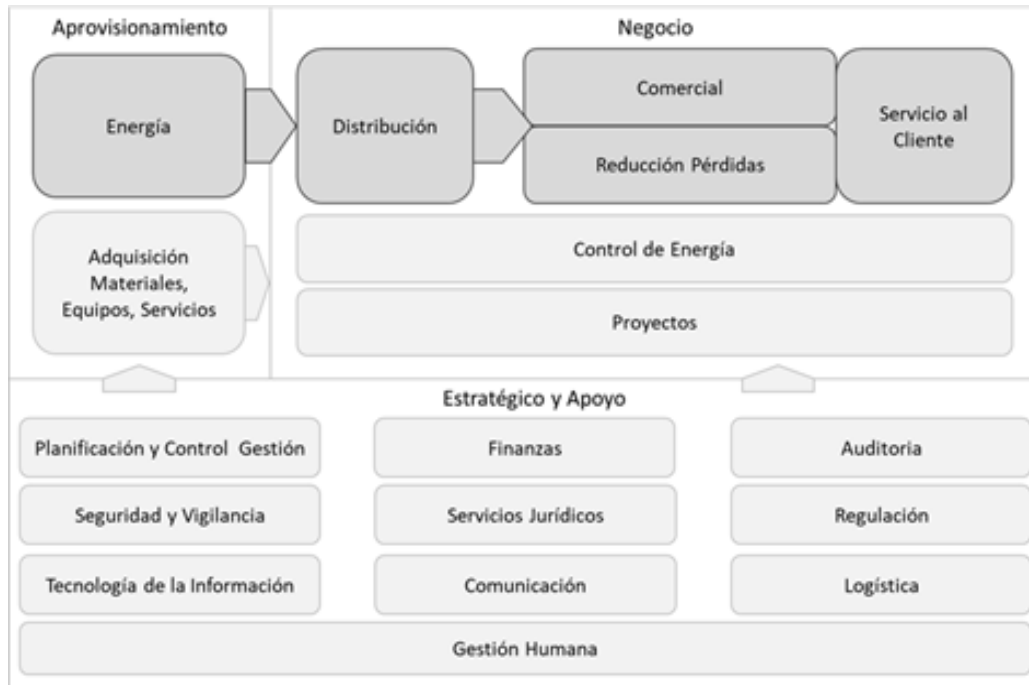 Aprovisionamiento
Negocio
Energía
Distribución
Comercial
Reducción Pérdidas
Servicio al
Cliente
Adquisición
Materiales,
Equipos, Servicios
Control de Energía
Proyectos
Estratégico y Apoyo
Planificación y Control Gestión
Finanzas
Auditoria
Seguridad y Vigilancia
Servicios Jurídicos
Regulación
Tecnología de la Información
Comunicación
Logística
Gestión Humana